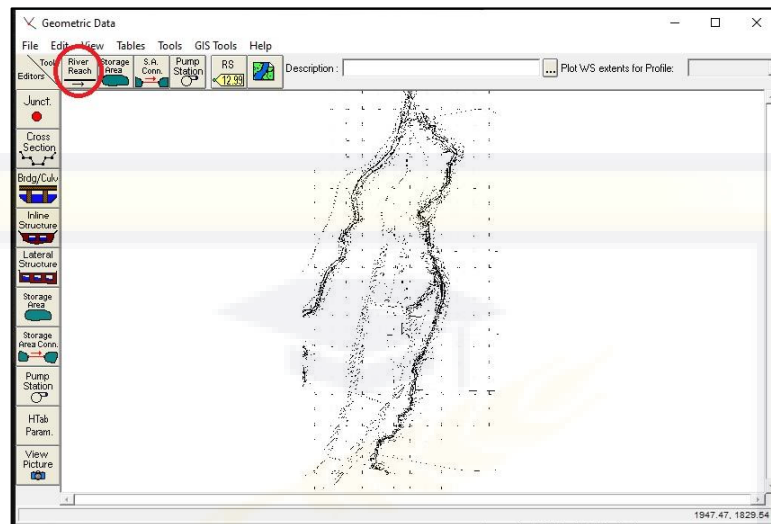 Geometric Data
File Edit View Tables Tools GIS Tools Help
Tools
Editors
River Reach
Storage Area
S.A. Conn.
Pump Station
RS
12.99
Description :
...
Plot WS extents for Profile:
Junct.
Cross Section
Brdg/Culv
Inline Structure
Lateral Structure
Storage Area
Storage Area Conn.
Pump Station
HTab Param.
View Picture
1947.47, 1829.54